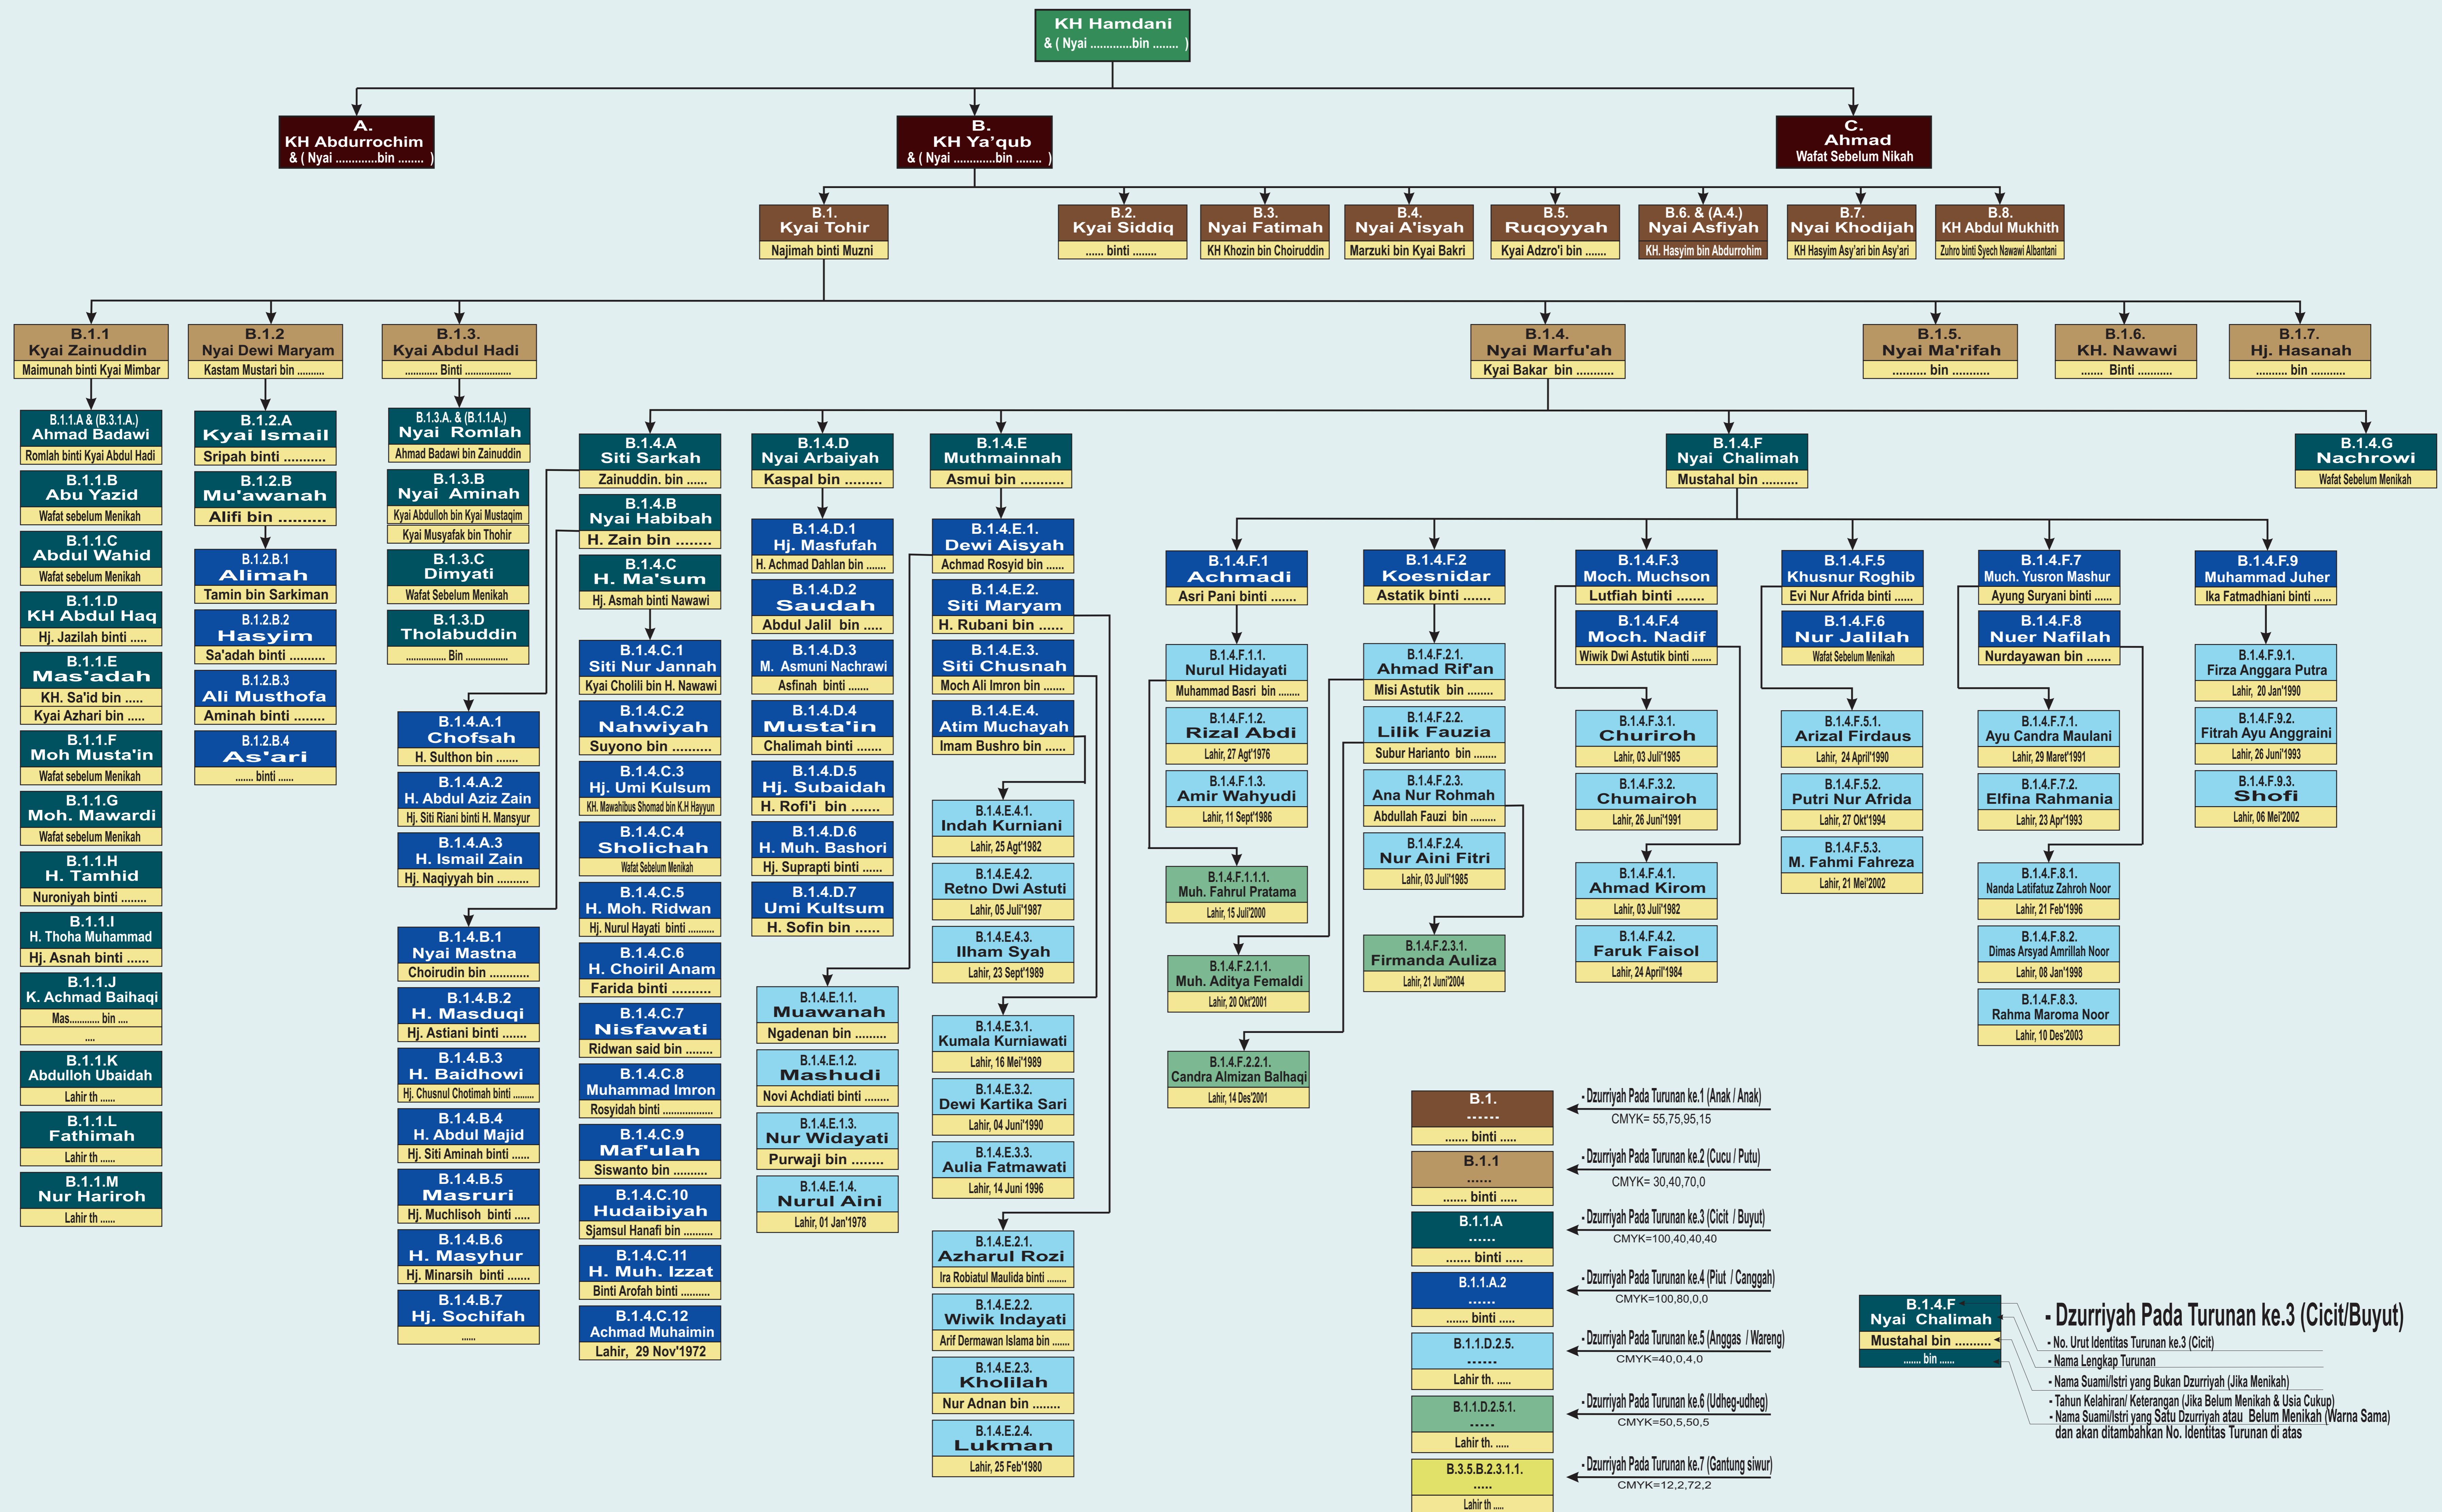 KH Hamdani
& ( Nyai .............bin ........ )
A.
KH Abdurrochim
& ( Nyai .............bin ........ )
B.
KH Ya’qub
& ( Nyai .............bin ........ )
C.
Ahmad
Wafat Sebelum Nikah
B.1.
Kyai Tohir
Najimah binti Muzni
B.2.
Kyai Siddiq
...... binti ........
B.3.
Nyai Fatimah
KH Khozin bin Choiruddin
B.4.
Nyai A'isyah
Marzuki bin Kyai Bakri
B.5.
Ruqoyyah
Kyai Adzro'i bin .......
B.6. & (A.4.)
Nyai Asfiyah
KH. Hasyim bin Abdurrohim
B.7.
Nyai Khodijah
KH Hasyim Asy'ari bin Asy'ari
B.8.
KH Abdul Mukhith
Zuhro binti Syech Nawawi Albantani
B.1.1
Kyai Zainuddin
Maimunah binti Kyai Mimbar
B.1.2
Nyai Dewi Maryam
Kastam Mustari bin ..........
B.1.3.
Kyai Abdul Hadi
............ Binti .................
B.1.4.
Nyai Marfu'ah
Kyai Bakar bin ...........
B.1.5.
Nyai Ma'rifah
.......... bin ...........
B.1.6.
KH. Nawawi
....... Binti ...........
B.1.7.
Hj. Hasanah
.......... bin ...........
B.1.1.A & (B.3.1.A.)
Ahmad Badawi
Romlah binti Kyai Abdul Hadi
B.1.1.B
Abu Yazid
Wafat sebelum Menikah
B.1.1.C
Abdul Wahid
Wafat sebelum Menikah
B.1.1.D
KH Abdul Haq
Hj. Jazilah binti .....
B.1.1.E
Mas'adah
KH. Sa'id bin .....
Kyai Azhari bin .....
B.1.1.F
Moh Musta'in
Wafat sebelum Menikah
B.1.1.G
Moh. Mawardi
Wafat sebelum Menikah
B.1.1.H
H. Tamhid
Nuroniyah binti ........
B.1.1.I
H. Thoha Muhammad
Hj. Asnah binti ......
B.1.1.J
K. Achmad Baihaqi
Mas............ bin ....
....
B.1.1.K
Abdulloh Ubaidah
Lahir th ......
B.1.1.L
Fathimah
Lahir th ......
B.1.1.M
Nur Hariroh
Lahir th ......
B.1.2.A
Kyai Ismail
Sripah binti ...........
B.1.2.B
Mu'awanah
Alifi bin ..........
B.1.2.B.1
Alimah
Tamin bin Sarkiman
B.1.2.B.2
Hasyim
Sa'adah binti ..........
B.1.2.B.3
Ali Musthofa
Aminah binti ........
B.1.2.B.4
As'ari
....... binti ......
B.1.3.A. & (B.1.1.A.)
Nyai Romlah
Ahmad Badawi bin Zainuddin
B.1.3.B
Nyai Aminah
Kyai Abdulloh bin Kyai Mustaqim
Kyai Musyafak bin Thohir
B.1.3.C
Dimyati
Wafat Sebelum Menikah
B.1.3.D
Tholabuddin
................ Bin .................
B.1.4.A
Siti Sarkah
Zainuddin. bin ......
B.1.4.B
Nyai Habibah
H. Zain bin ........
B.1.4.C
H. Ma'sum
Hj. Asmah binti Nawawi
B.1.4.D
Nyai Arbaiyah
Kaspal bin .........
B.1.4.E
Muthmainnah
Asmui bin ...........
B.1.4.F
Nyai Chalimah
Mustahal bin ..........
B.1.4.G
Nachrowi
Wafat Sebelum Menikah
B.1.4.A.1
Chofsah
H. Sulthon bin .......
B.1.4.A.2
H. Abdul Aziz Zain
Hj. Siti Riani binti H. Mansyur
B.1.4.A.3
H. Ismail Zain
Hj. Naqiyyah bin ..........
B.1.4.B.1
Nyai Mastna
Choirudin bin ............
B.1.4.B.2
H. Masduqi
Hj. Astiani binti .......
B.1.4.B.3
H. Baidhowi
Hj. Chusnul Chotimah binti .........
B.1.4.B.4
H. Abdul Majid
Hj. Siti Aminah binti ......
B.1.4.B.5
Masruri
Hj. Muchlisoh binti .....
B.1.4.B.6
H. Masyhur
Hj. Minarsih binti .......
B.1.4.B.7
Hj. Sochifah
......
B.1.4.C.1
Siti Nur Jannah
Kyai Cholili bin H. Nawawi
B.1.4.C.2
Nahwiyah
Suyono bin ..........
B.1.4.C.3
Hj. Umi Kulsum
KH. Mawahibus Shomad bin K.H Hayyun
B.1.4.C.4
Sholichah
Wafat Sebelum Menikah
B.1.4.C.5
H. Moh. Ridwan
Hj. Nurul Hayati binti ..........
B.1.4.C.6
H. Choiril Anam
Farida binti ..........
B.1.4.C.7
Nisfawati
Ridwan said bin ........
B.1.4.C.8
Muhammad Imron
Rosyidah binti .................
B.1.4.C.9
Maf'ulah
Siswanto bin ..........
B.1.4.C.10
Hudaibiyah
Sjamsul Hanafi bin ..........
B.1.4.C.11
H. Muh. Izzat
Binti Arofah binti .........
B.1.4.C.12
Achmad Muhaimin
Lahir, 29 Nov'1972
B.1.4.D.1
Hj. Masfufah
H. Achmad Dahlan bin .......
B.1.4.D.2
Saudah
Abdul Jalil bin .....
B.1.4.D.3
M. Asmuni Nachrawi
Asfinah binti .......
B.1.4.D.4
Musta'in
Chalimah binti .......
B.1.4.D.5
Hj. Subaidah
H. Rofi'i bin .......
B.1.4.D.6
H. Muh. Bashori
Hj. Suprapti binti ......
B.1.4.D.7
Umi Kultsum
H. Sofin bin ......
B.1.4.E.1.
Dewi Aisyah
Achmad Rosyid bin ......
B.1.4.E.2.
Siti Maryam
H. Rubani bin ......
B.1.4.E.3.
Siti Chusnah
Moch Ali Imron bin .......
B.1.4.E.4.
Atim Muchayah
Imam Bushro bin ......
B.1.4.E.1.1.
Muawanah
Ngadenan bin .........
B.1.4.E.1.2.
Mashudi
Novi Achdiati binti ........
B.1.4.E.1.3.
Nur Widayati
Purwaji bin ........
B.1.4.E.1.4.
Nurul Aini
Lahir, 01 Jan'1978
B.1.4.E.4.1.
Indah Kurniani
Lahir, 25 Agt'1982
B.1.4.E.4.2.
Retno Dwi Astuti
Lahir, 05 Juli'1987
B.1.4.E.4.3.
Ilham Syah
Lahir, 23 Sept'1989
B.1.4.E.3.1.
Kumala Kurniawati
Lahir, 16 Mei'1989
B.1.4.E.3.2.
Dewi Kartika Sari
Lahir, 04 Juni'1990
B.1.4.E.3.3.
Aulia Fatmawati
Lahir, 14 Juni 1996
B.1.4.E.2.1.
Azharul Rozi
Ira Robiatul Maulida binti ........
B.1.4.E.2.2.
Wiwik Indayati
Arif Dermawan Islama bin .......
B.1.4.E.2.3.
Kholilah
Nur Adnan bin ........
B.1.4.E.2.4.
Lukman
Lahir, 25 Feb'1980
B.1.4.F.1
Achmadi
Asri Pani binti .......
B.1.4.F.2
Koesnidar
Astatik binti .......
B.1.4.F.3
Moch. Muchson
Lutfiah binti .......
B.1.4.F.4
Moch. Nadif
Wiwik Dwi Astutik binti .......
B.1.4.F.5
Khusnur Roghib
Evi Nur Afrida binti ......
B.1.4.F.6
Nur Jalilah
Wafat Sebelum Menikah
B.1.4.F.7
Much. Yusron Mashur
Ayung Suryani binti ......
B.1.4.F.8
Nuer Nafilah
Nurdayawan bin .......
B.1.4.F.9
Muhammad Juher
Ika Fatmadhiani binti ......
B.1.4.F.1.1.
Nurul Hidayati
Muhammad Basri bin ........
B.1.4.F.1.2.
Rizal Abdi
Lahir, 27 Agt'1976
B.1.4.F.1.3.
Amir Wahyudi
Lahir, 11 Sept'1986
B.1.4.F.1.1.1.
Muh. Fahrul Pratama
Lahir, 15 Juli'2000
B.1.4.F.2.1.1.
Muh. Aditya Femaldi
Lahir, 20 Okt'2001
B.1.4.F.2.2.1.
Candra Almizan Balhaqi
Lahir, 14 Des'2001
B.1.4.F.2.1.
Ahmad Rif'an
Misi Astutik bin ........
B.1.4.F.2.2.
Lilik Fauzia
Subur Harianto bin ........
B.1.4.F.2.3.
Ana Nur Rohmah
Abdullah Fauzi bin .........
B.1.4.F.2.4.
Nur Aini Fitri
Lahir, 03 Juli'1985
B.1.4.F.2.3.1.
Firmanda Auliza
Lahir, 21 Juni'2004
B.1.4.F.3.1.
Churiroh
Lahir, 03 Juli'1985
B.1.4.F.3.2.
Chumairoh
Lahir, 26 Juni'1991
B.1.4.F.4.1.
Ahmad Kirom
Lahir, 03 Juli'1982
B.1.4.F.4.2.
Faruk Faisol
Lahir, 24 April'1984
B.1.4.F.5.1.
Arizal Firdaus
Lahir, 24 April'1990
B.1.4.F.5.2.
Putri Nur Afrida
Lahir, 27 Okt'1994
B.1.4.F.5.3.
M. Fahmi Fahreza
Lahir, 21 Mei'2002
B.1.4.F.7.1.
Ayu Candra Maulani
Lahir, 29 Maret'1991
B.1.4.F.7.2.
Elfina Rahmania
Lahir, 23 Apr'1993
B.1.4.F.8.1.
Nanda Latifatuz Zahroh Noor
Lahir, 21 Feb'1996
B.1.4.F.8.2.
Dimas Arsyad Amrillah Noor
Lahir, 08 Jan'1998
B.1.4.F.8.3.
Rahma Maroma Noor
Lahir, 10 Des'2003
B.1.4.F.9.1.
Firza Anggara Putra
Lahir, 20 Jan'1990
B.1.4.F.9.2.
Fitrah Ayu Anggraini
Lahir, 26 Juni'1993
B.1.4.F.9.3.
Shofi
Lahir, 06 Mei'2002
B.1.
......
....... binti .....
- Dzurriyah Pada Turunan ke.1 (Anak / Anak)
CMYK= 55,75,95,15
B.1.1
......
....... binti .....
- Dzurriyah Pada Turunan ke.2 (Cucu / Putu)
CMYK= 30,40,70,0
B.1.1.A
......
....... binti .....
- Dzurriyah Pada Turunan ke.3 (Cicit / Buyut)
CMYK=100,40,40,40
B.1.1.A.2
......
....... binti .....
- Dzurriyah Pada Turunan ke.4 (Piut / Canggah)
CMYK=100,80,0,0
B.1.1.D.2.5.
......
Lahir th. .....
- Dzurriyah Pada Turunan ke.5 (Anggas / Wareng)
CMYK=40,0,4,0
B.1.1.D.2.5.1.
.....
Lahir th. .....
- Dzurriyah Pada Turunan ke.6 (Udheg-udheg)
CMYK=50,5,50,5
B.3.5.B.2.3.1.1.
.....
Lahir th .....
- Dzurriyah Pada Turunan ke.7 (Gantung siwur)
CMYK=12,2,72,2
B.1.4.F
Nyai Chalimah
Mustahal bin ..........
....... bin ......
- Dzurriyah Pada Turunan ke.3 (Cicit/Buyut)
- No. Urut Identitas Turunan ke.3 (Cicit)
- Nama Lengkap Turunan
- Nama Suami/Istri yang Bukan Dzurriyah (Jika Menikah)
- Tahun Kelahiran/ Keterangan (Jika Belum Menikah & Usia Cukup)
- Nama Suami/Istri yang Satu Dzurriyah atau Belum Menikah (Warna Sama)
dan akan ditambahkan No. Identitas Turunan di atas